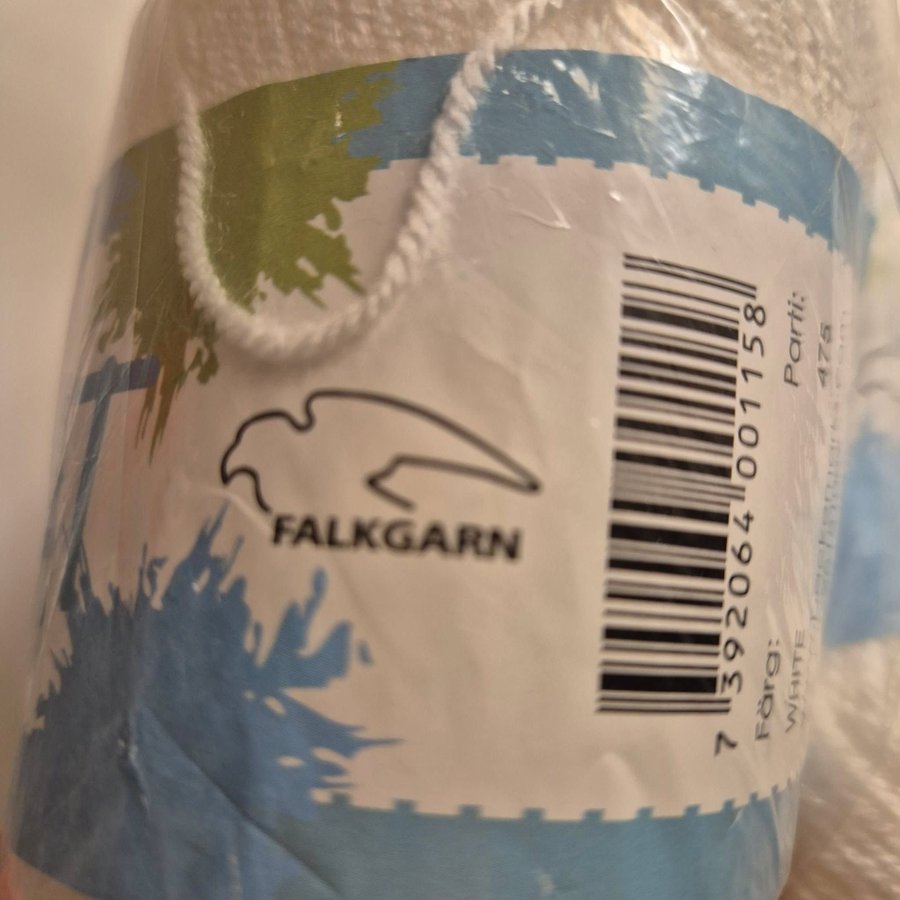 FALKGARN
7 392064 001158
Färg:
WHITE
Parti:
475